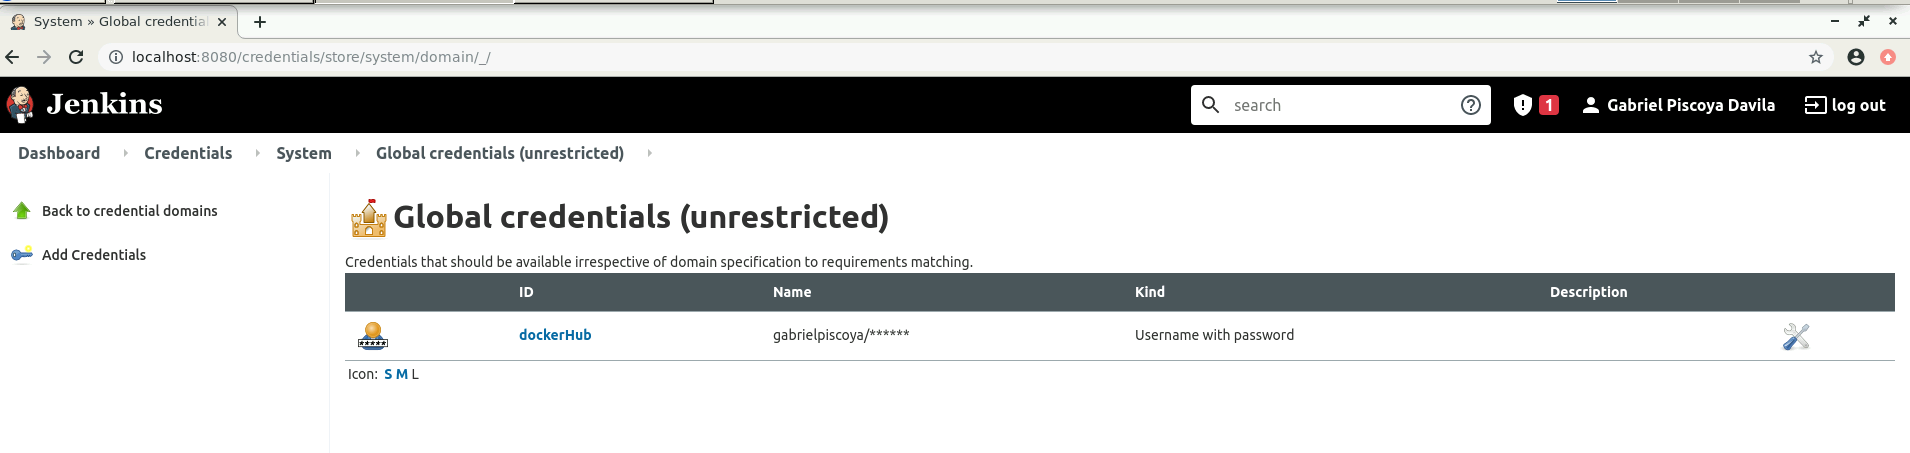 System » Global credentia
localhost:8080/credentials/store/system/domain/_/
Jenkins
search
1
Gabriel Piscoya Davila
log out
Dashboard
Credentials
System
Global credentials (unrestricted)
Back to credential domains
Add Credentials
Global credentials (unrestricted)
Credentials that should be available irrespective of domain specification to requirements matching.
ID Name Kind Description
dockerHub gabrielpiscoya/****** Username with password
Icon: S M L